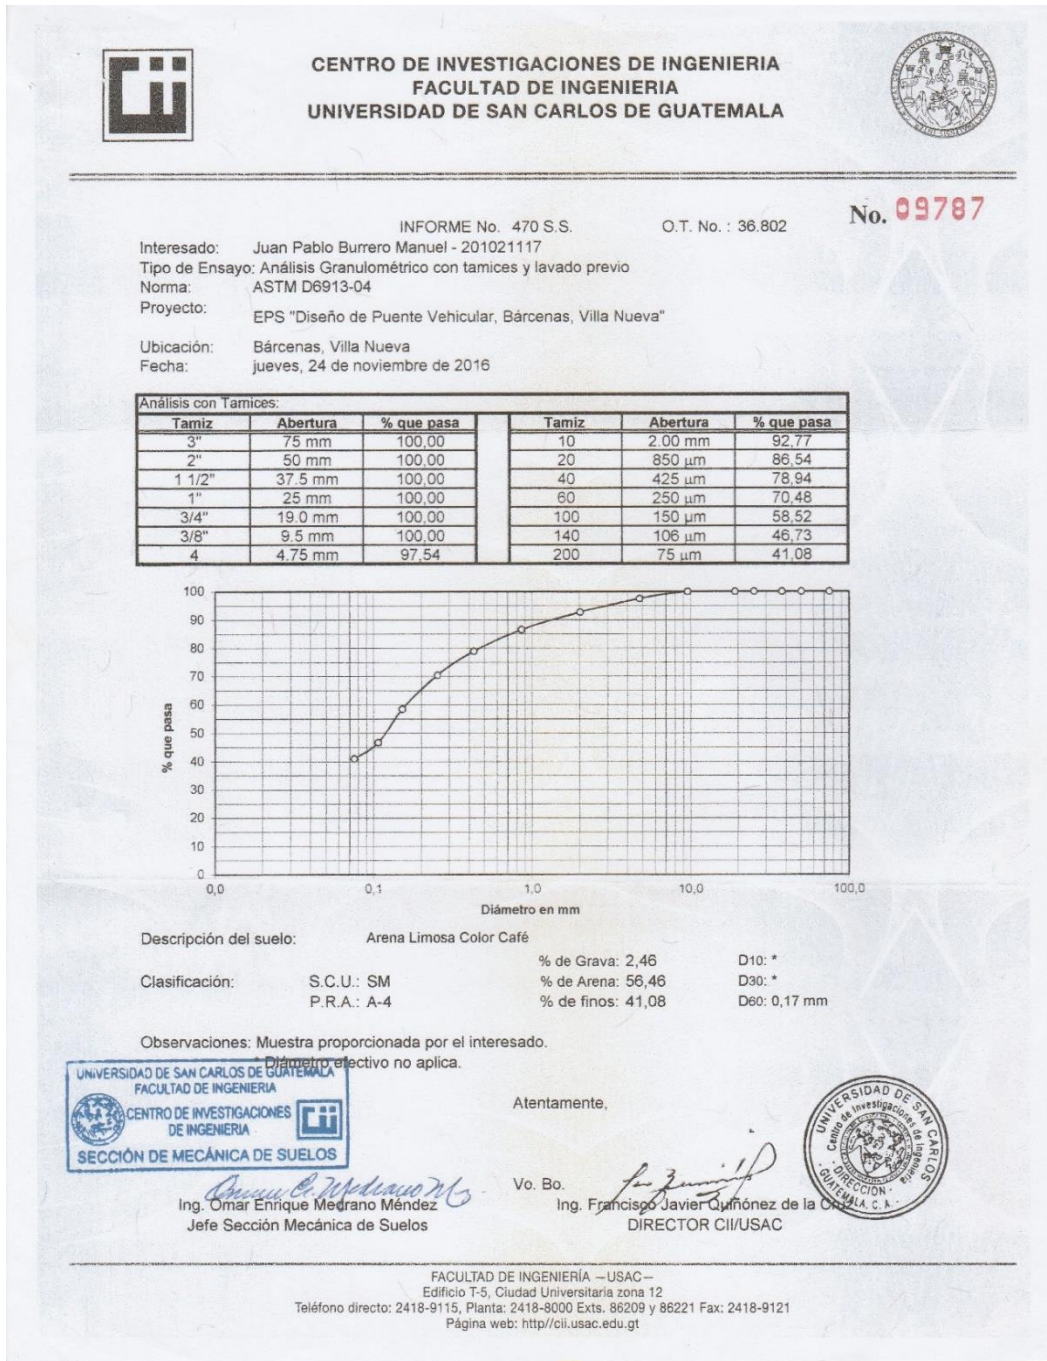 CENTRO DE INVESTIGACIONES DE INGENIERIA
FACULTAD DE INGENIERIA
UNIVERSIDAD DE SAN CARLOS DE GUATEMALA
No. 09787
INFORME No. 470 S.S. O.T. No. : 36.802
Interesado: Juan Pablo Burrero Manuel - 201021117
Tipo de Ensayo: Análisis Granulométrico con tamices y lavado previo
Norma: ASTM D6913-04
Proyecto: EPS "Diseño de Puente Vehicular, Bárcenas, Villa Nueva"
Ubicación: Bárcenas, Villa Nueva
Fecha: jueves, 24 de noviembre de 2016
Análisis con Tamices:
Tamiz Abertura % que pasa Tamiz Abertura % que pasa
3" 75 mm 100,00 10 2.00 mm 92,77
2" 50 mm 100,00 20 850 µm 86,54
1 1/2" 37.5 mm 100,00 40 425 µm 78,94
1" 25 mm 100,00 60 250 µm 70,48
3/4" 19.0 mm 100,00 100 150 µm 58,52
3/8" 9.5 mm 100,00 140 106 µm 46,73
4 4.75 mm 97,54 200 75 µm 41,08
100
90
80
70
60
50
40
30
20
10
0
% que pasa
0,0 0,1 1,0 10,0 100,0
Diámetro en mm
Descripción del suelo: Arena Limosa Color Café
% de Grava: 2,46 D10: *
Clasificación: S.C.U.: SM % de Arena: 56,46 D30: *
P.R.A.: A-4 % de finos: 41,08 D60: 0,17 mm
Observaciones: Muestra proporcionada por el interesado.
* Diámetro efectivo no aplica.
UNIVERSIDAD DE SAN CARLOS DE GUATEMALA
FACULTAD DE INGENIERIA
CENTRO DE INVESTIGACIONES
DE INGENIERIA
SECCIÓN DE MECÁNICA DE SUELOS
Atentamente,
UNIVERSIDAD DE SAN CARLOS
Centro de Investigaciones de Ingeniería
- DIRECCION -
GUATEMALA, C. A.
Vo. Bo.
Ing. Omar Enrique Medrano Méndez
Jefe Sección Mecánica de Suelos
Ing. Francisco Javier Quiñónez de la Cruz
DIRECTOR CII/USAC
FACULTAD DE INGENIERÍA —USAC—
Edificio T-5, Ciudad Universitaria zona 12
Teléfono directo: 2418-9115, Planta: 2418-8000 Exts. 86209 y 86221 Fax: 2418-9121
Página web: http//cii.usac.edu.gt